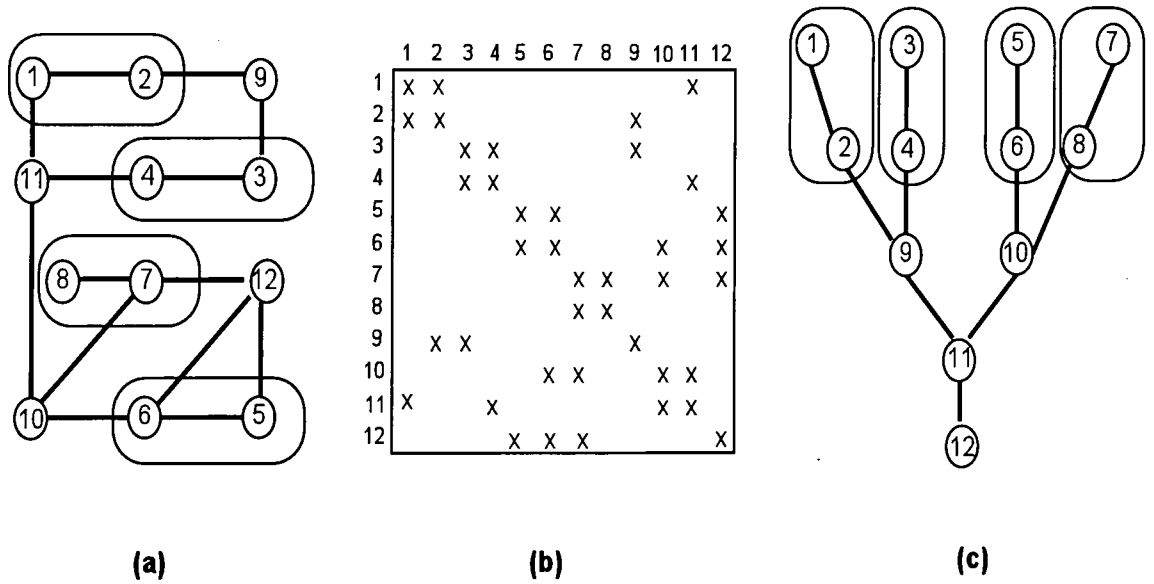 1 2 9
11 4 3
8 7 12
10 6 5
(a)
1 2 3 4 5 6 7 8 9 10 11 12
1 X X X
2 X X X
3 X X X
4 X X X
5 X X X
6 X X X X
7 X X X X
8 X X
9 X X X
10 X X X X
11 X X X X
12 X X X X
(b)
1 3 5 7
2 4 6 8
9 10
11
12
(c)